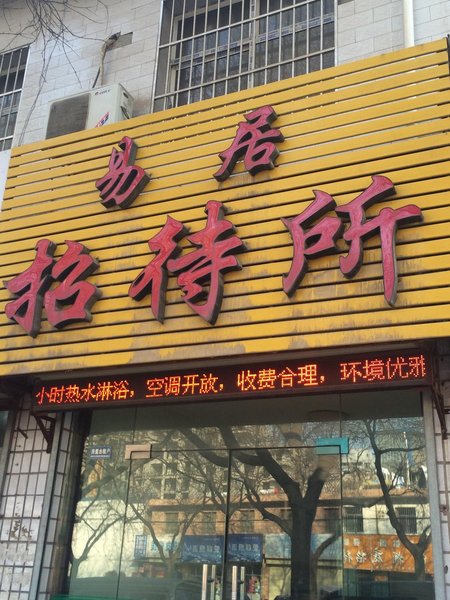 易居
招待所
小时热水淋浴，空调开放，收费合理，环境优雅